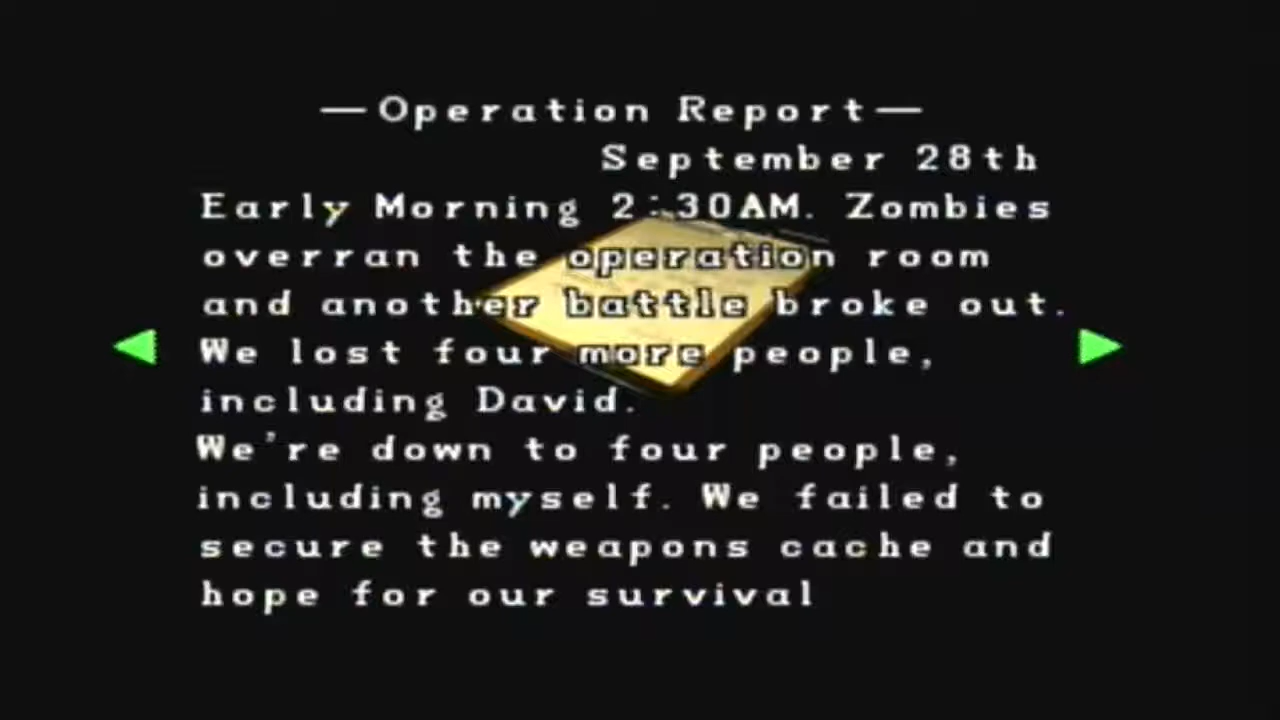 —Operation Report—
September 28th
Early Morning 2:30AM. Zombies
overran the operation room
and another battle broke out.
We lost four more people,
including David.
We're down to four people,
including myself. We failed to
secure the weapons cache and
hope for our survival